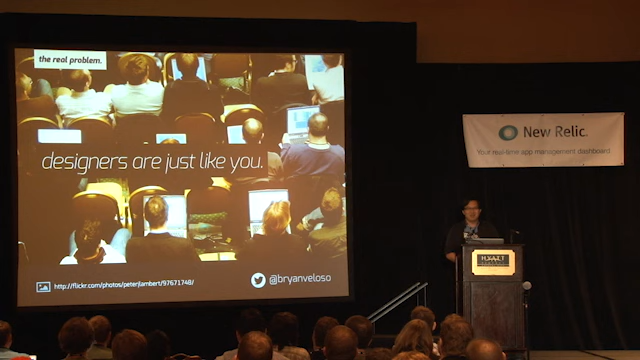 the real problem.
designers are just like you.
http://flickr.com/photos/peterjlambert/97671748/
@bryanveloso
New Relic.
Your real-time app management dashboard.
HYATT